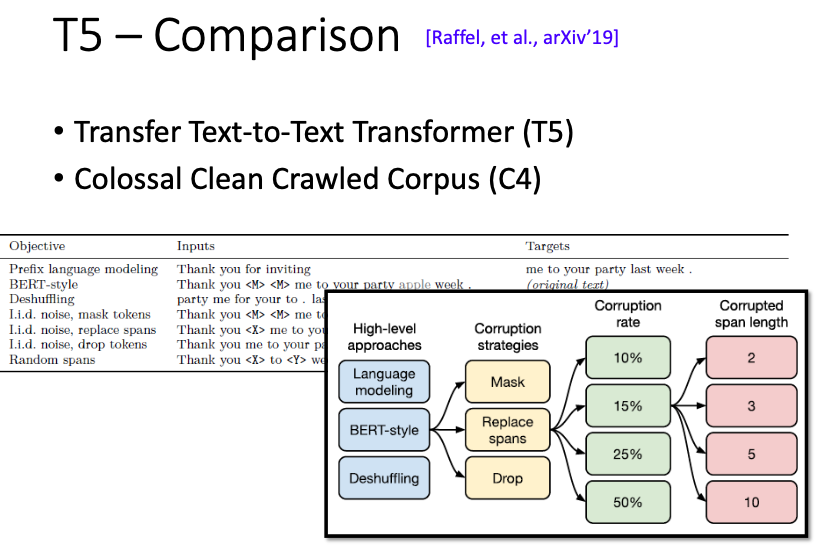 T5 – Comparison [Raffel, et al., arXiv'19]
• Transfer Text-to-Text Transformer (T5)
• Colossal Clean Crawled Corpus (C4)
Objective Inputs Targets
Prefix language modeling Thank you for inviting me to your party last week .
BERT-style Thank you <M> <M> me to your party apple week . (original text)
Deshuffling party me for your to . las
I.i.d. noise, mask tokens Thank you <M> <M> me to
I.i.d. noise, replace spans Thank you <X> me to you
I.i.d. noise, drop tokens Thank you me to your pa
Random spans Thank you <X> to <Y> we
High-level approaches
Language modeling
BERT-style
Deshuffling
Corruption strategies
Mask
Replace spans
Drop
Corruption rate
10%
15%
25%
50%
Corrupted span length
2
3
5
10